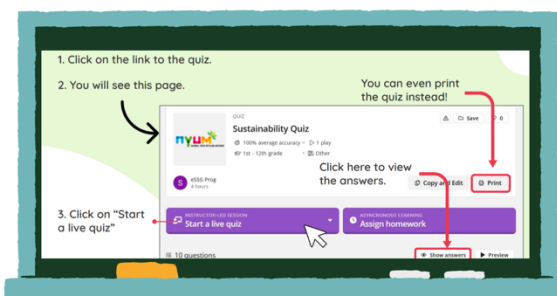 1. Click on the link to the quiz.
2. You will see this page.
You can even print
the quiz instead!
QUIZ
Sustainability Quiz
100% average accuracy • 1 play
1st - 12th grade • Other
Save
0
NYUM
eSSG Prog
4 hours
Click here to view
the answers.
Copy and Edit
Print
3. Click on "Start
a live quiz"
INSTRUCTOR-LED SESSION
Start a live quiz
ASYNCHRONOUS LEARNING
Assign homework
10 questions
Show answers
Preview